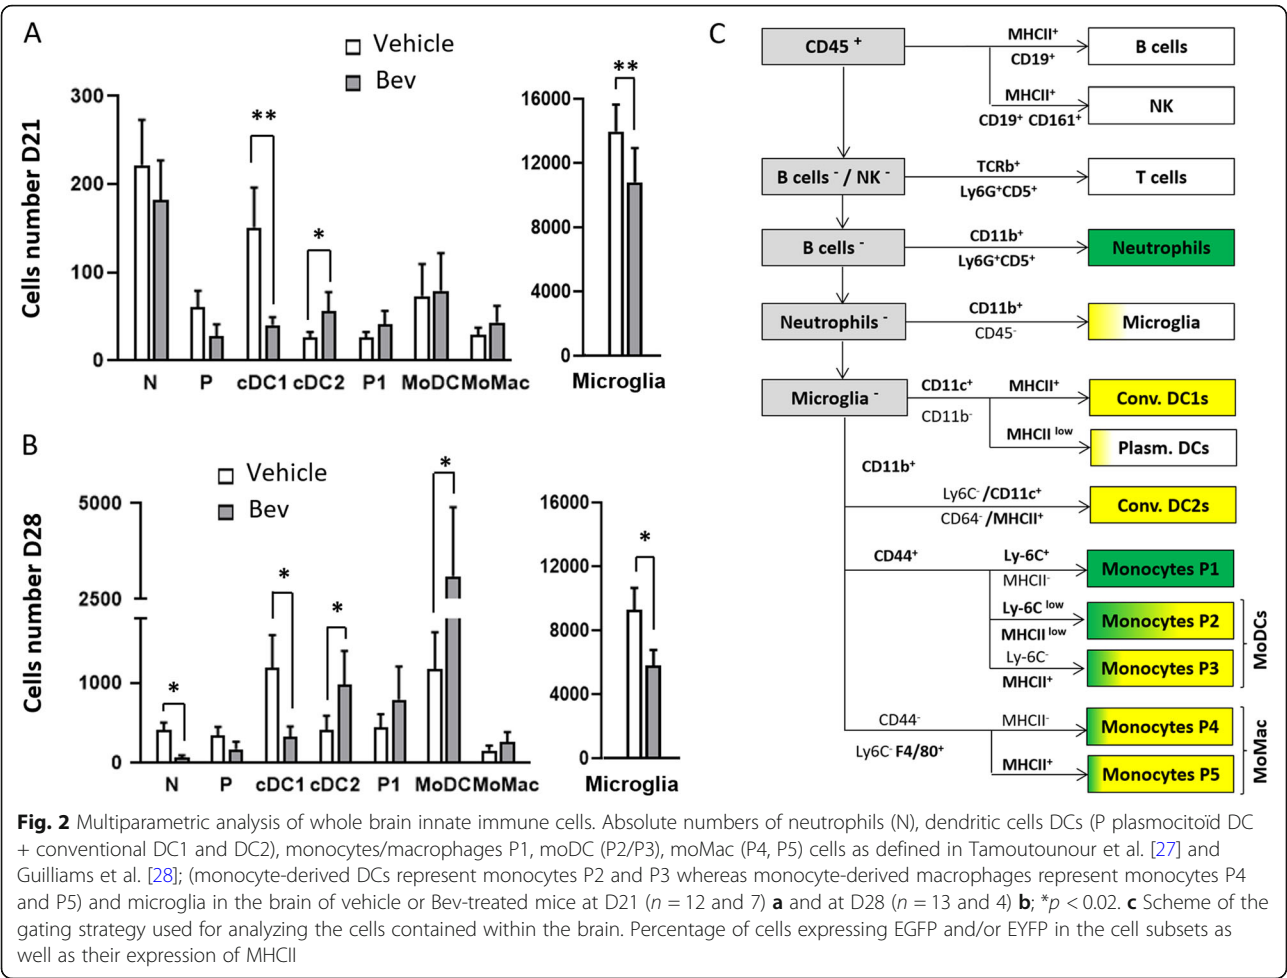 A
Vehicle
Bev
Cells number D21
300
200
100
0
**
*
N P cDC1 cDC2 P1 MoDC MoMac
**
16000
12000
8000
4000
0
Microglia
B
Vehicle
Bev
Cells number D28
5000
2500
1000
0
*
*
*
*
N P cDC1 cDC2 P1 MoDC MoMac
16000
12000
8000
4000
0
*
Microglia
C
CD45 +
MHCII+
CD19+
B cells
MHCII+
CD19+ CD161+
NK
B cells - / NK -
TCRb+
Ly6G+CD5+
T cells
B cells -
CD11b+
Ly6G+CD5+
Neutrophils
Neutrophils -
CD11b+
CD45-
Microglia
Microglia -
CD11c+
CD11b-
MHCII+
Conv. DC1s
MHCII low
Plasm. DCs
CD11b+
Ly6C- /CD11c+
CD64- /MHCII+
Conv. DC2s
CD44+
Ly-6C+
MHCII-
Monocytes P1
Ly-6C low
MHCII low
Monocytes P2
Ly-6C-
MHCII+
Monocytes P3
MoDCs
CD44-
Ly6C- F4/80+
MHCII-
Monocytes P4
MHCII+
Monocytes P5
MoMac
Fig. 2 Multiparametric analysis of whole brain innate immune cells. Absolute numbers of neutrophils (N), dendritic cells DCs (P plasmocitoïd DC
+ conventional DC1 and DC2), monocytes/macrophages P1, moDC (P2/P3), moMac (P4, P5) cells as defined in Tamoutounour et al. [27] and
Guilliams et al. [28]; (monocyte-derived DCs represent monocytes P2 and P3 whereas monocyte-derived macrophages represent monocytes P4
and P5) and microglia in the brain of vehicle or Bev-treated mice at D21 (n = 12 and 7) a and at D28 (n = 13 and 4) b; *p < 0.02. c Scheme of the
gating strategy used for analyzing the cells contained within the brain. Percentage of cells expressing EGFP and/or EYFP in the cell subsets as
well as their expression of MHCII